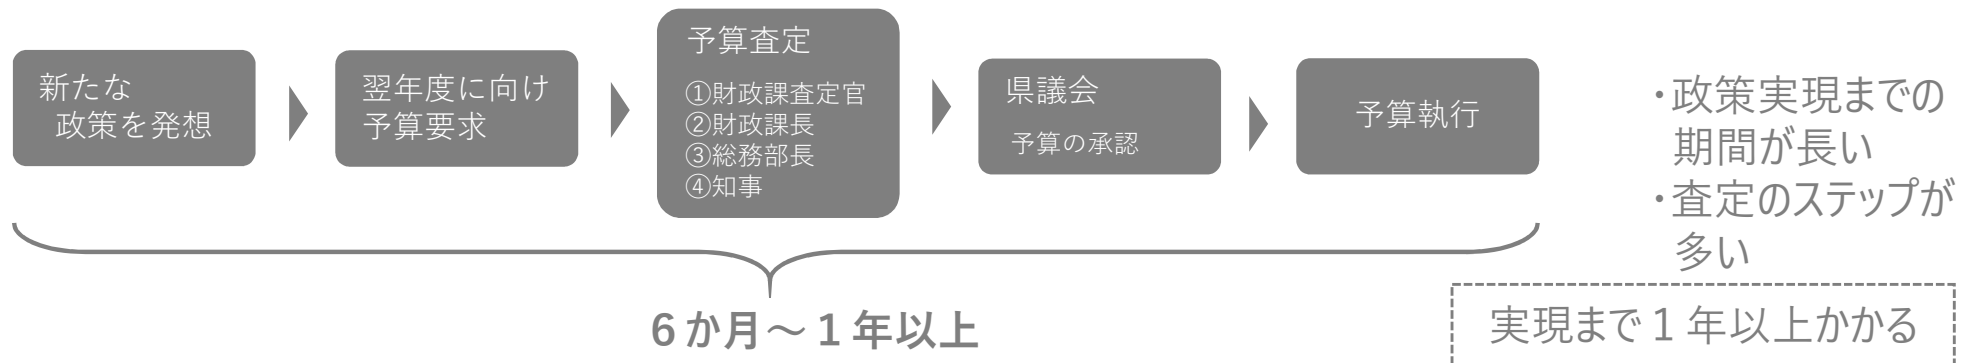 新たな
政策を発想
翌年度に向け
予算要求
予算査定
①財政課査定官
②財政課長
③総務部長
④知事
県議会
予算の承認
予算執行
・政策実現までの
期間が長い
・査定のステップが
多い
6か月～1年以上
実現まで1年以上かかる